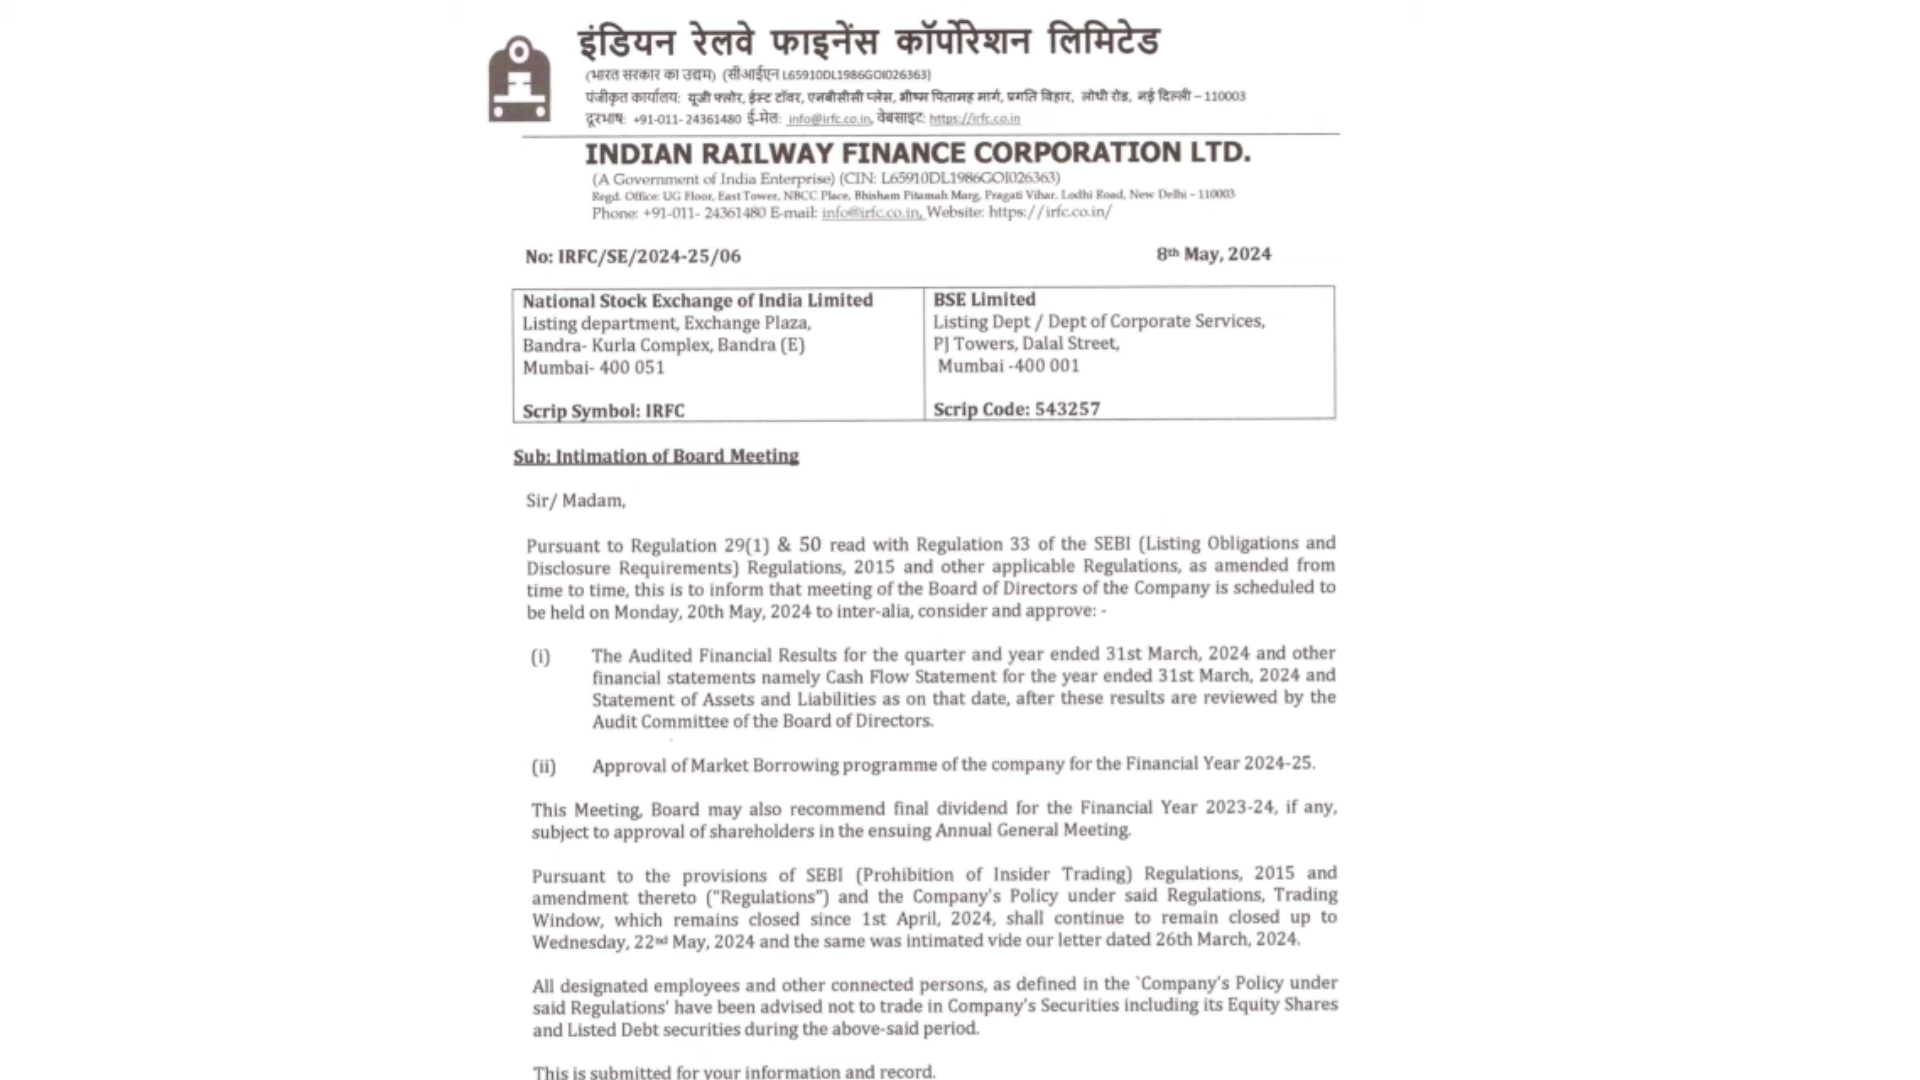 इंडियन रेलवे फाइनेंस कॉर्पोरेशन लिमिटेड
(भारत सरकार का उद्यम) (सीआईएन L65910DL1986GOI026363)
पंजीकृत कार्यालय: यूजी फ्लोर, ईस्ट टॉवर, एनबीसीसी प्लेस, भीष्म पितामह मार्ग, प्रगति विहार, लोधी रोड, नई दिल्ली – 110003
दूरभाष: +91-011- 24361480 ई-मेल: info@irfc.co.in, वेबसाइट: https://irfc.co.in
INDIAN RAILWAY FINANCE CORPORATION LTD.
(A Government of India Enterprise) (CIN: L65910DL1986GOI026363)
Regd. Office: UG Floor, East Tower, NBCC Place, Bhisham Pitamah Marg, Pragati Vihar, Lodhi Road, New Delhi – 110003
Phone: +91-011- 24361480 E-mail: info@irfc.co.in, Website: https://irfc.co.in/
No: IRFC/SE/2024-25/06
8th May, 2024
National Stock Exchange of India Limited
Listing department, Exchange Plaza,
Bandra- Kurla Complex, Bandra (E)
Mumbai- 400 051
Scrip Symbol: IRFC
BSE Limited
Listing Dept / Dept of Corporate Services,
PJ Towers, Dalal Street,
Mumbai -400 001
Scrip Code: 543257
Sub: Intimation of Board Meeting
Sir/ Madam,
Pursuant to Regulation 29(1) & 50 read with Regulation 33 of the SEBI (Listing Obligations and
Disclosure Requirements) Regulations, 2015 and other applicable Regulations, as amended from
time to time, this is to inform that meeting of the Board of Directors of the Company is scheduled to
be held on Monday, 20th May, 2024 to inter-alia, consider and approve: -
(i) The Audited Financial Results for the quarter and year ended 31st March, 2024 and other
financial statements namely Cash Flow Statement for the year ended 31st March, 2024 and
Statement of Assets and Liabilities as on that date, after these results are reviewed by the
Audit Committee of the Board of Directors.
(ii) Approval of Market Borrowing programme of the company for the Financial Year 2024-25.
This Meeting, Board may also recommend final dividend for the Financial Year 2023-24, if any,
subject to approval of shareholders in the ensuing Annual General Meeting.
Pursuant to the provisions of SEBI (Prohibition of Insider Trading) Regulations, 2015 and
amendment thereto ("Regulations") and the Company's Policy under said Regulations, Trading
Window, which remains closed since 1st April, 2024, shall continue to remain closed up to
Wednesday, 22nd May, 2024 and the same was intimated vide our letter dated 26th March, 2024.
All designated employees and other connected persons, as defined in the `Company's Policy under
said Regulations' have been advised not to trade in Company's Securities including its Equity Shares
and Listed Debt securities during the above-said period.
This is submitted for your information and record.